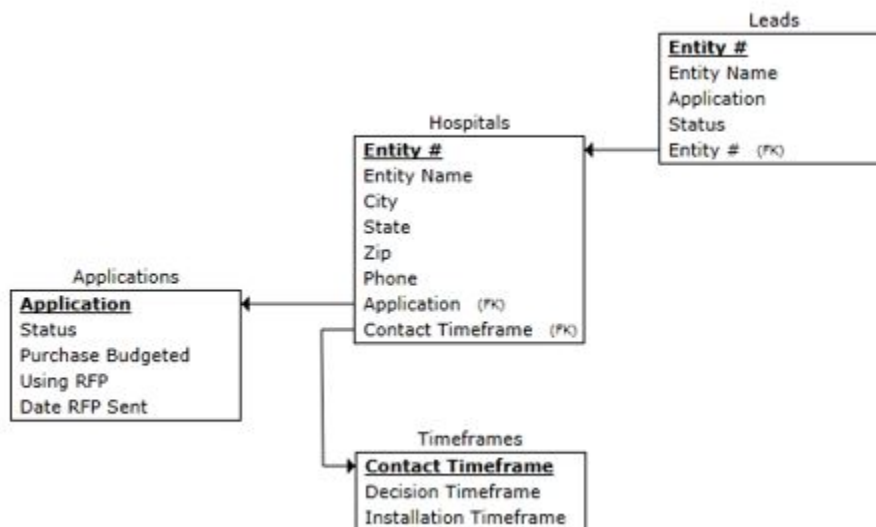 Leads
Entity #
Entity Name
Application
Status
Entity # (FK)
Hospitals
Entity #
Entity Name
City
State
Zip
Phone
Application (FK)
Contact Timeframe (FK)
Applications
Application
Status
Purchase Budgeted
Using RFP
Date RFP Sent
Timeframes
Contact Timeframe
Decision Timeframe
Installation Timeframe